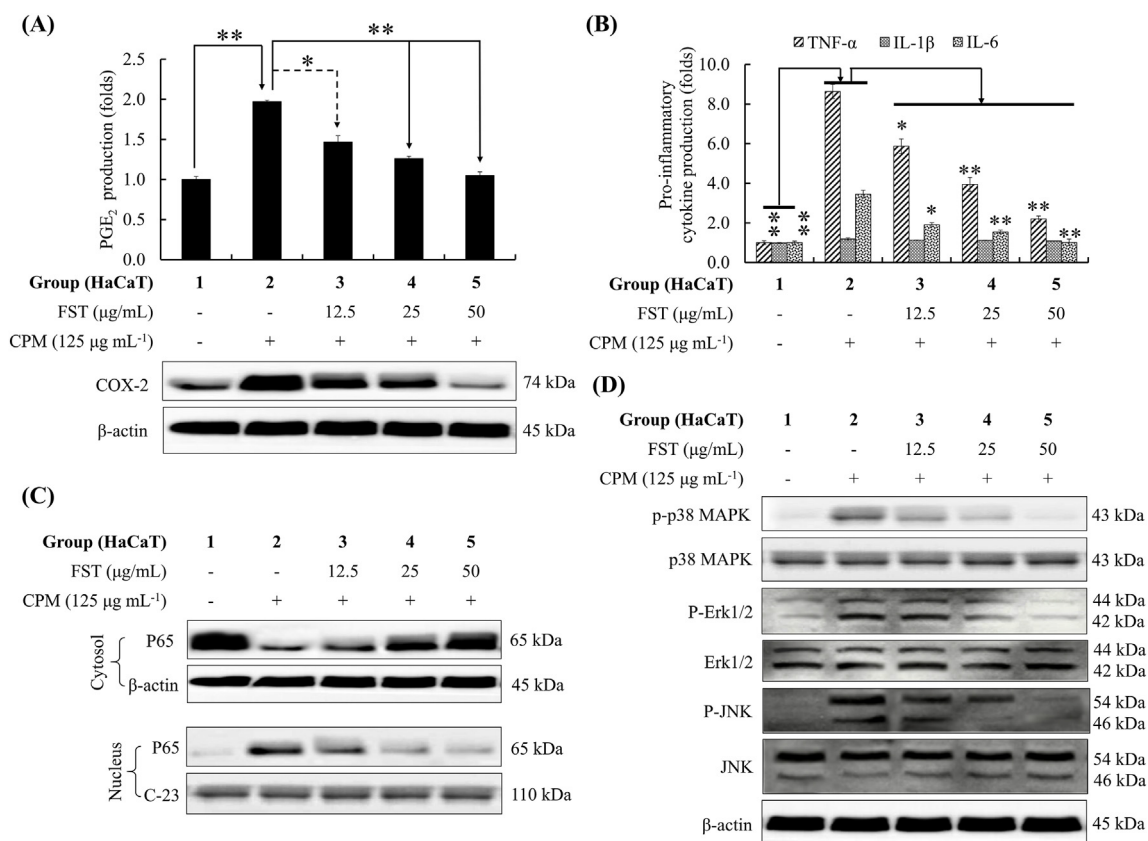 (A)
** **
*
PGE2 production (folds)
2.5
2.0
1.5
1.0
0.5
0.0
Group (HaCaT) 1 2 3 4 5
FST (μg/mL) - - 12.5 25 50
CPM (125 μg mL-1) - + + + +
COX-2 74 kDa
β-actin 45 kDa
(B)
TNF-α IL-1β IL-6
Pro-inflammatory
cytokine production (folds)
10.0
8.0
6.0
4.0
2.0
0.0
** ** * * ** ** ** **
Group (HaCaT) 1 2 3 4 5
FST (μg/mL) - - 12.5 25 50
CPM (125 μg mL-1) - + + + +
(C)
Group (HaCaT) 1 2 3 4 5
FST (μg/mL) - - 12.5 25 50
CPM (125 μg mL-1) - + + + +
Cytosol
P65 65 kDa
β-actin 45 kDa
Nucleus
P65 65 kDa
C-23 110 kDa
(D)
Group (HaCaT) 1 2 3 4 5
FST (μg/mL) - - 12.5 25 50
CPM (125 μg mL-1) - + + + +
p-p38 MAPK 43 kDa
p38 MAPK 43 kDa
P-Erk1/2 44 kDa
42 kDa
Erk1/2 44 kDa
42 kDa
P-JNK 54 kDa
46 kDa
JNK 54 kDa
46 kDa
β-actin 45 kDa